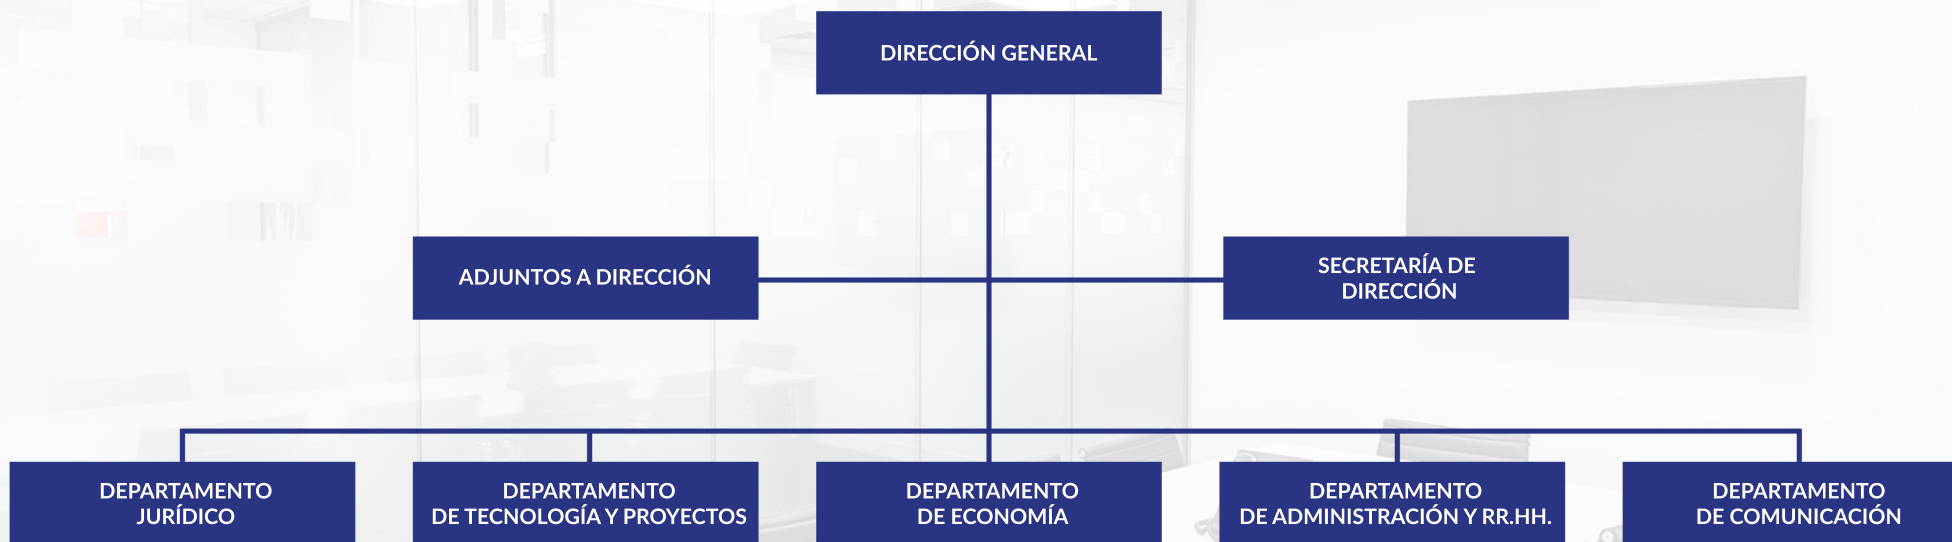 DIRECCIÓN GENERAL
ADJUNTOS A DIRECCIÓN
SECRETARÍA DE
DIRECCIÓN
DEPARTAMENTO
JURÍDICO
DEPARTAMENTO
DE TECNOLOGÍA Y PROYECTOS
DEPARTAMENTO
DE ECONOMÍA
DEPARTAMENTO
DE ADMINISTRACIÓN Y RR.HH.
DEPARTAMENTO
DE COMUNICACIÓN